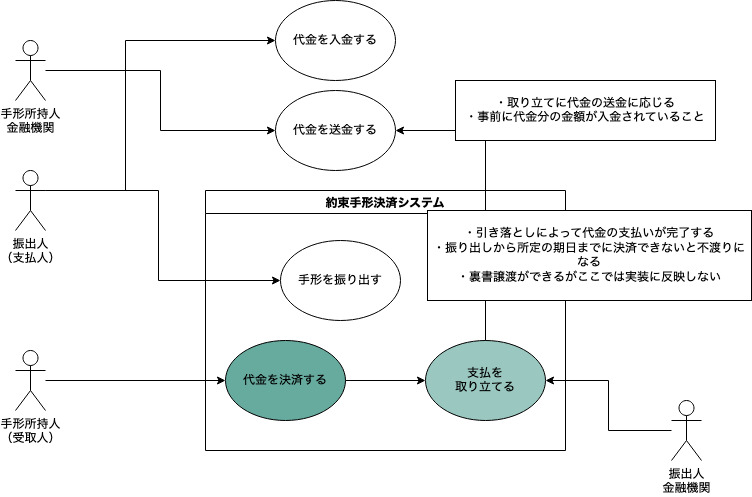 代金を入金する
手形所持人
金融機関
代金を送金する
・取り立てに代金の送金に応じる
・事前に代金分の金額が入金されていること
振出人
（支払人）
約束手形決済システム
・引き落としによって代金の支払いが完了する
・振り出しから所定の期日までに決済できないと不渡りに
なる
・裏書譲渡ができるがここでは実装に反映しない
手形を振り出す
代金を決済する
支払を
取り立てる
手形所持人
（受取人）
振出人
金融機関